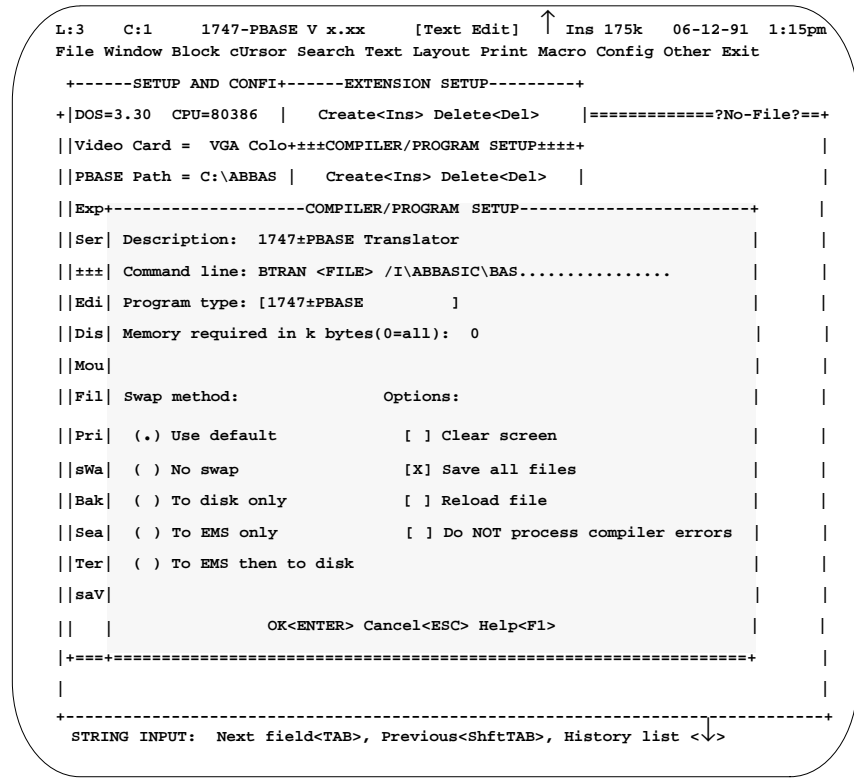 L:3 C:1 1747-PBASE V x.xx [Text Edit] ↑ Ins 175k 06-12-91 1:15pm
File Window Block cUrsor Search Text Layout Print Macro Config Other Exit
+------SETUP AND CONFI+------EXTENSION SETUP---------+
+|DOS=3.30 CPU=80386 | Create<Ins> Delete<Del> |=============?No-File?==+
||Video Card = VGA Colo+±±±COMPILER/PROGRAM SETUP±±±±+ |
||PBASE Path = C:\ABBAS | Create<Ins> Delete<Del> | |
||Exp+--------------------COMPILER/PROGRAM SETUP------------------------+ |
||Ser| Description: 1747±PBASE Translator | |
||±±±| Command line: BTRAN <FILE> /I\ABBASIC\BAS................ | |
||Edi| Program type: [1747±PBASE ] | |
||Dis| Memory required in k bytes(0=all): 0 | |
||Mou| | |
||Fil| Swap method: Options: | |
||Pri| (.) Use default [ ] Clear screen | |
||sWa| ( ) No swap [X] Save all files | |
||Bak| ( ) To disk only [ ] Reload file | |
||Sea| ( ) To EMS only [ ] Do NOT process compiler errors | |
||Ter| ( ) To EMS then to disk | |
||saV| | |
|| | OK<ENTER> Cancel<ESC> Help<F1> | |
|+===+==================================================================+ |
| |
+-------------------------------------------------------------------------------+
STRING INPUT: Next field<TAB>, Previous<ShftTAB>, History list <↓>